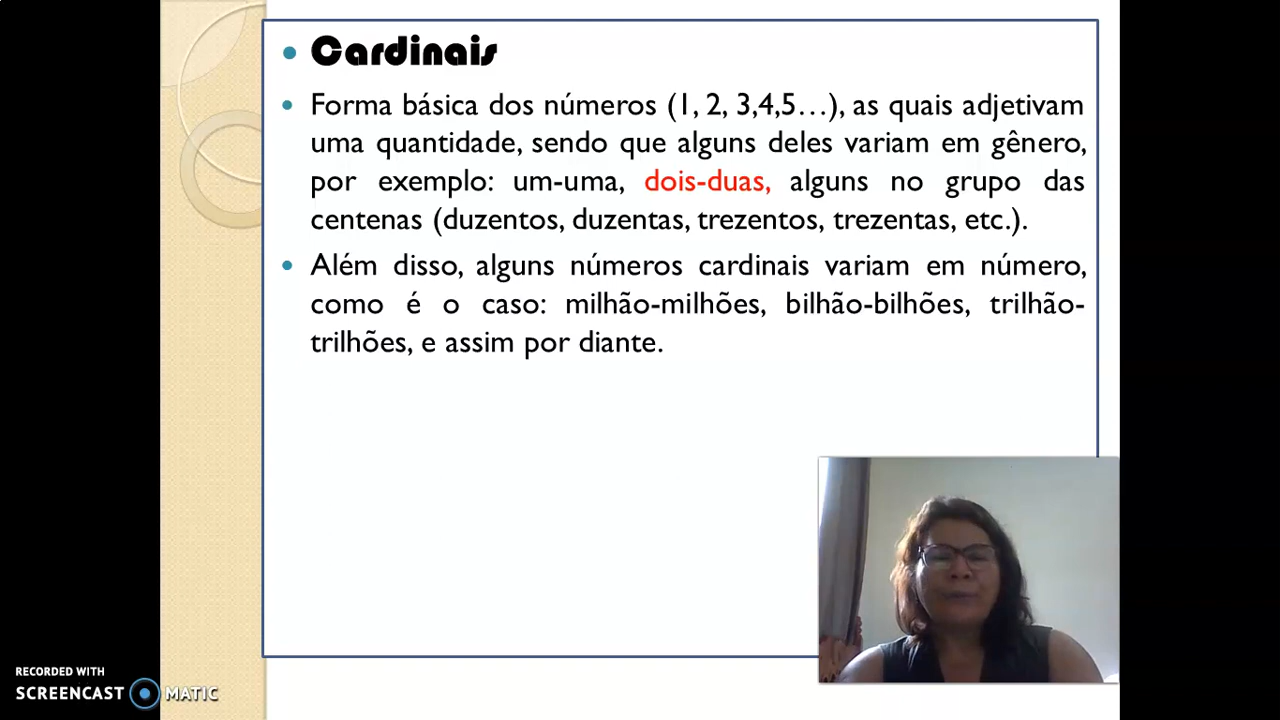 Cardinais
Forma básica dos números (1, 2, 3,4,5…), as quais adjetivam
uma quantidade, sendo que alguns deles variam em gênero,
por exemplo: um-uma, dois-duas, alguns no grupo das
centenas (duzentos, duzentas, trezentos, trezentas, etc.).
Além disso, alguns números cardinais variam em número,
como é o caso: milhão-milhões, bilhão-bilhões, trilhão-
trilhões, e assim por diante.
RECORDED WITH
SCREENCAST MATIC